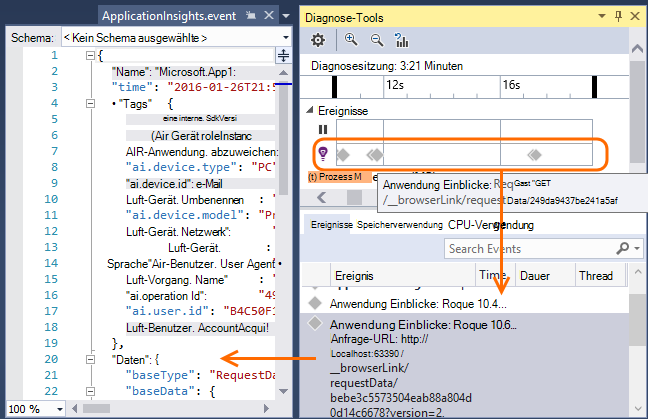 ApplicationInsights.event
Schema: < Kein Schema ausgewählte >
1 {
2 "Name": "Microsoft.App1:
3 "time": "2016-01-26T21:5
4 "Tags" {
5 eine interne. SdkVersi
6 (Air Gerät roleInstanc
7 AIR-Anwendung. abzuweichen:
8 "ai.device.type": "PC"
9 "ai.device.id": e-Mail
10 Luft-Gerät. Umbenennen :
11 "ai.device.model": "Pr
12 Luft-Gerät. Netzwerk": "
13 Luft-Gerät. :
14 Sprache"Air-Benutzer. User Agent
15 Luft-Vorgang. Name" : "
16 "ai.operation Id": "49
17 "ai.user.id": "B4C50F1
18 Luft-Benutzer. AccountAcqui!
19 },
20 "Daten": {
21 "baseType": "RequestDa
22 "baseData": {
100 %
Diagnose-Tools
Diagnosesitzung: 3:21 Minuten
12s 16s
Ereignisse
(t) Prozess M
Anwendung Einblicke: Req Gast "GET
/__browserLink/request Data/249da9437be241a5af
Ereignisse Speicherverwendung CPU-Verwendung
Search Events
Ereignis Time Dauer Thread
Anwendung Einblicke: Roque 10.4...
Anwendung Einblicke: Roque 10.6...
Anfrage-URL: http://
Localhost: 63390 /
__browserLink/
requestData/
bebe3c5573504eab88a804d
0d14c6678?version=2.